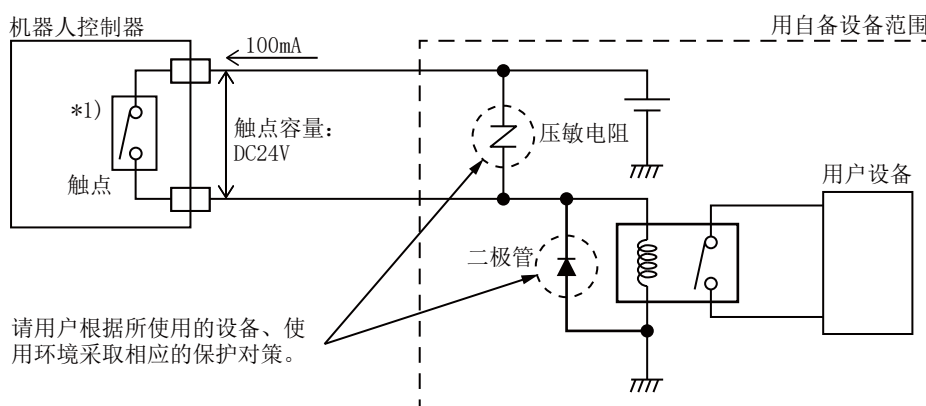 机器人控制器
用自备设备范围
100mA
*1)
触点容量：
DC24V
压敏电阻
触点
用户设备
二极管
请用户根据所使用的设备、使
用环境采取相应的保护对策。